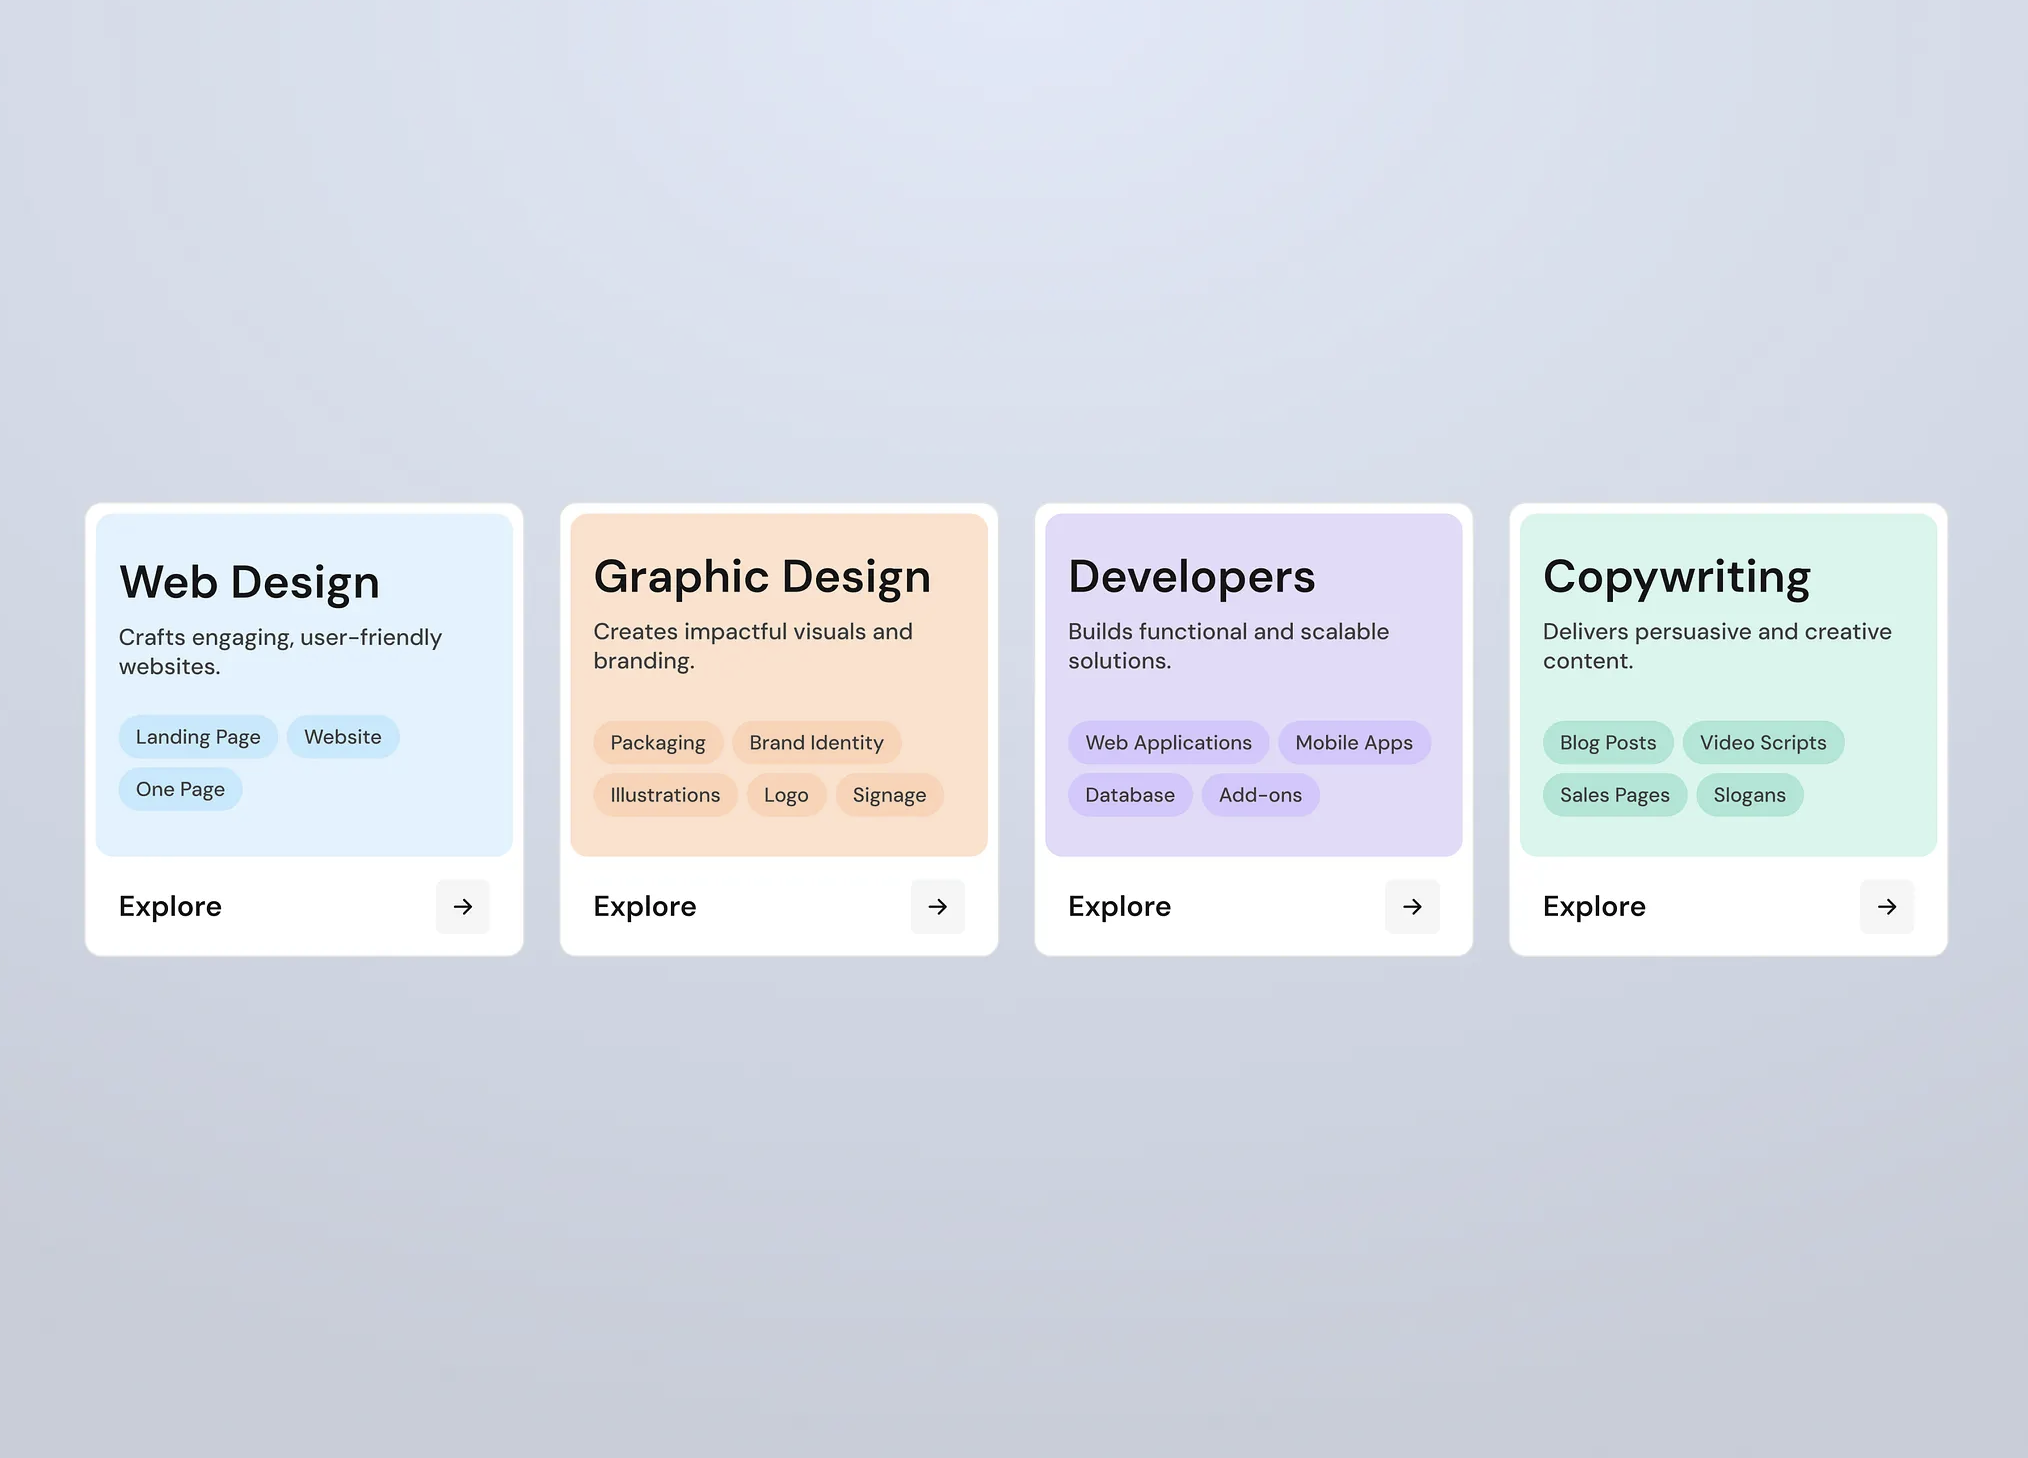 Web Design
Crafts engaging, user-friendly
websites.
Landing Page Website
One Page
Explore
Graphic Design
Creates impactful visuals and
branding.
Packaging Brand Identity
Illustrations Logo Signage
Explore
Developers
Builds functional and scalable
solutions.
Web Applications Mobile Apps
Database Add-ons
Explore
Copywriting
Delivers persuasive and creative
content.
Blog Posts Video Scripts
Sales Pages Slogans
Explore